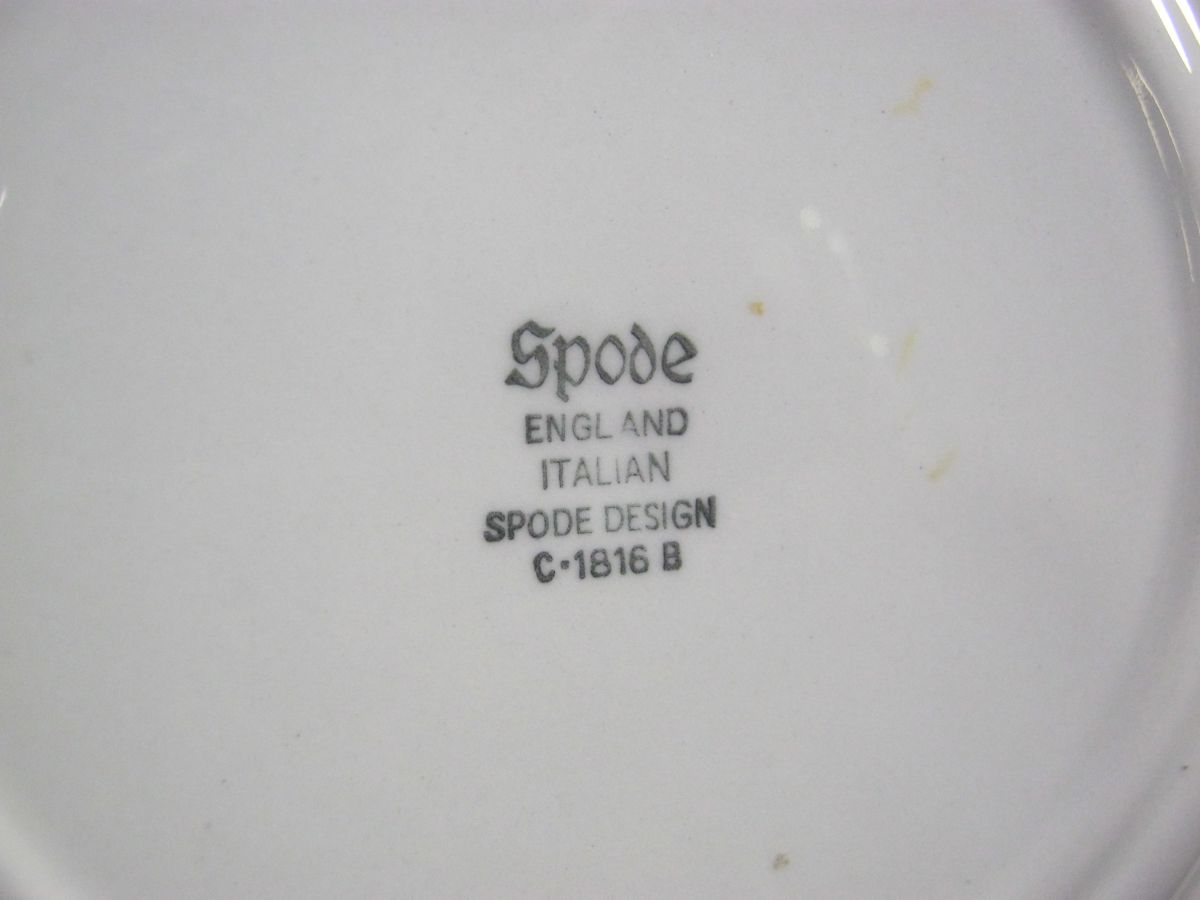 Spode
ENGLAND
ITALIAN
SPODE DESIGN
C·1816 B